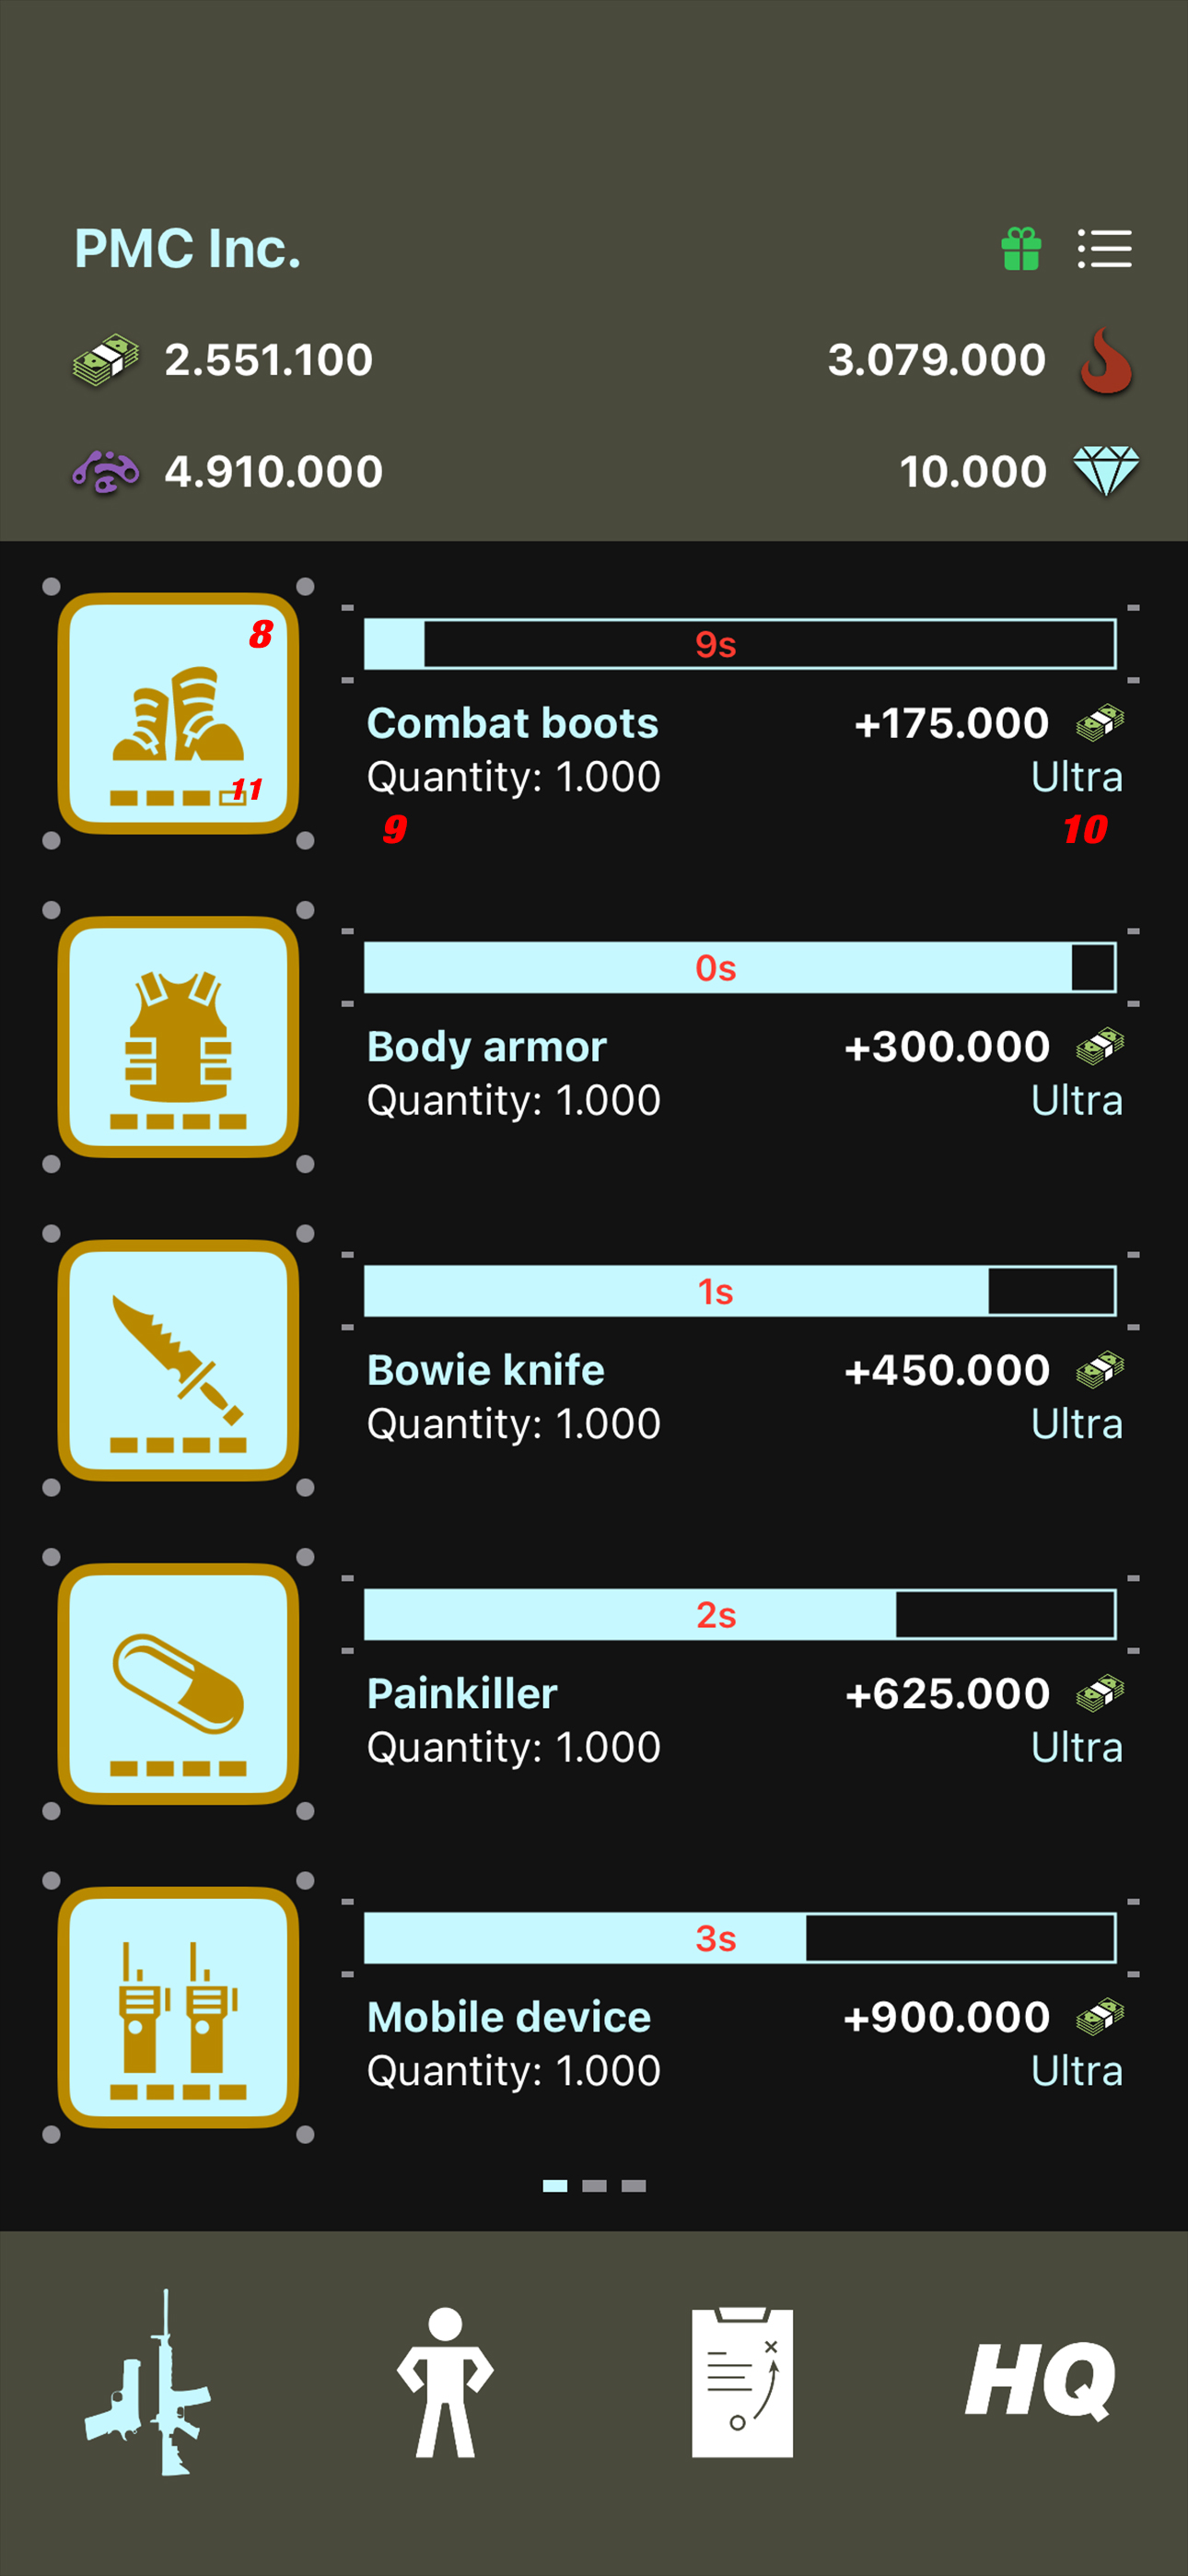 PMC Inc.
2.551.100
3.079.000
4.910.000
10.000
8
11
9s
Combat boots
+175.000
Quantity: 1.000
Ultra
9
10
0s
Body armor
+300.000
Quantity: 1.000
Ultra
1s
Bowie knife
+450.000
Quantity: 1.000
Ultra
2s
Painkiller
+625.000
Quantity: 1.000
Ultra
3s
Mobile device
+900.000
Quantity: 1.000
Ultra
HQ